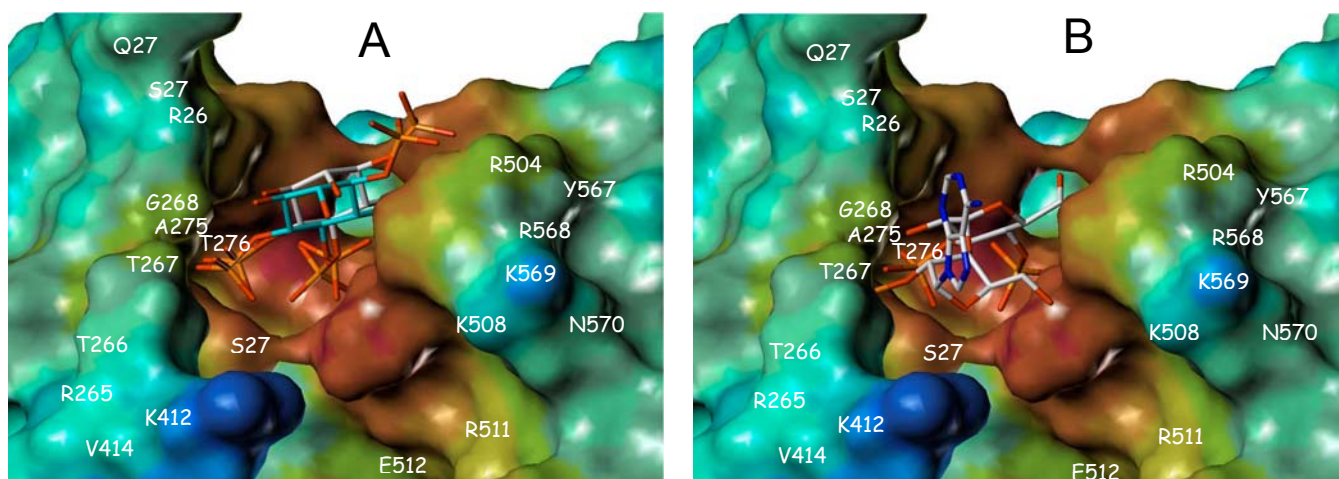 A
Q27
S27
R26
R504
Y567
G268
A275
R568
T276
T267
K569
K508
N570
T266
S27
R265
K412
R511
V414
E512
B
Q27
S27
R26
R504
Y567
G268
A275
R568
T276
T267
K569
K508
N570
T266
S27
R265
K412
R511
V414
E512